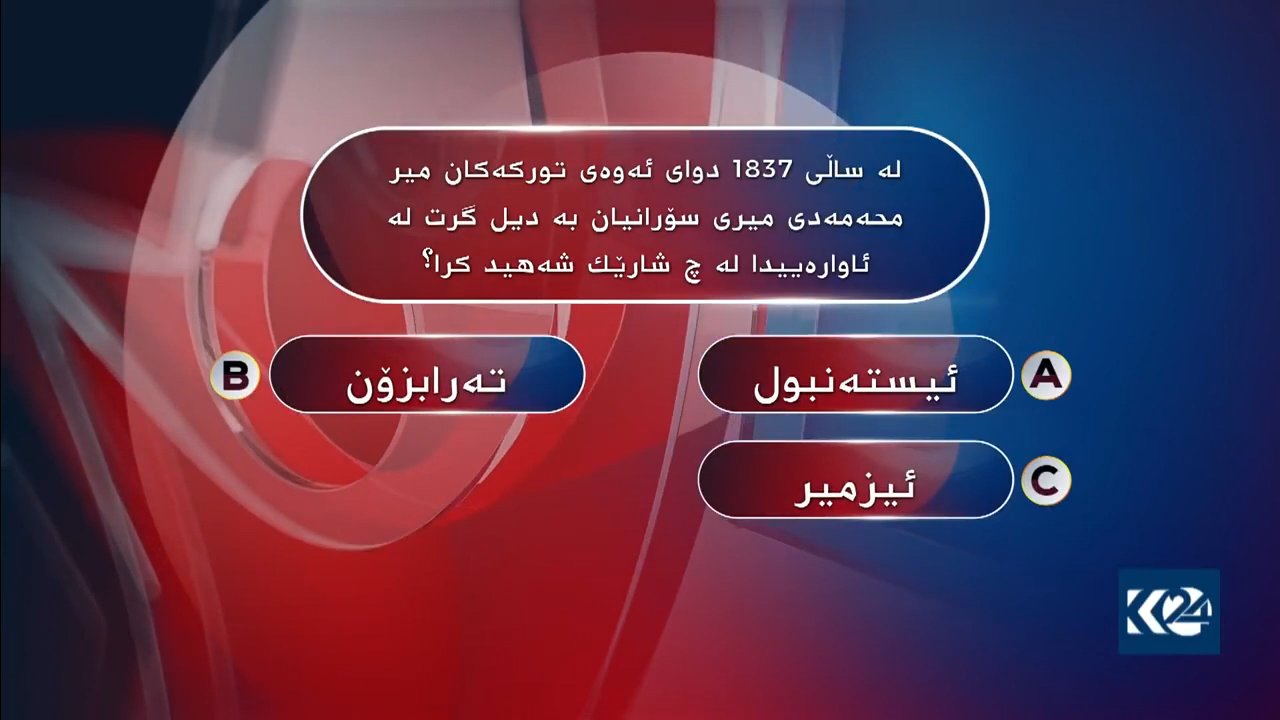 لە ساڵی 1837 دوای ئەوەی تورکەکان میر
محەمەدی میری سۆرانیان بە دیل گرت لە
ئاوارەییدا لە چ شارێك شەهید کرا؟
A ئیستەنبول
B تەرابزۆن
C ئیزمیر
K24